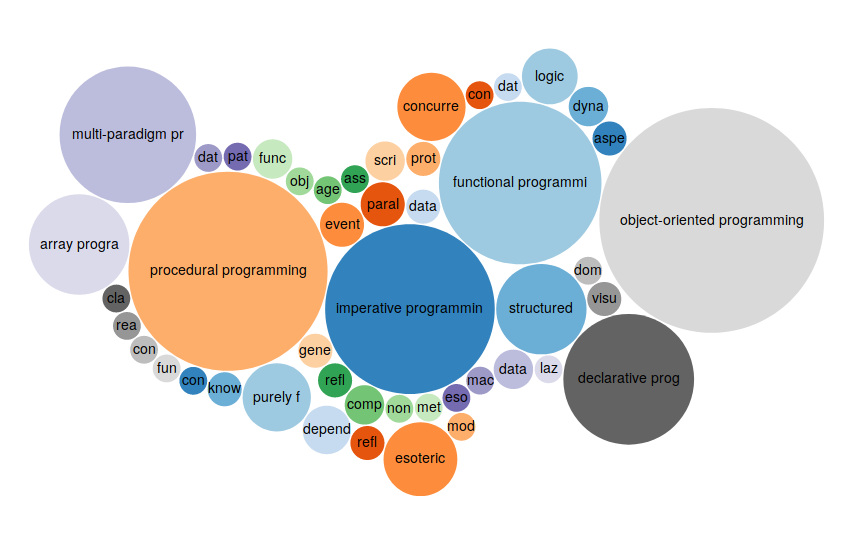 logic
dat
con
concurre
dyna
multi-paradigm pr
aspe
dat
pat
func
scri
prot
obj
age
ass
functional programmi
paral
data
event
object-oriented programming
array progra
procedural programming
dom
cla
visu
imperative programmin
structured
rea
con
gene
fun
con
know
refl
mac
data
laz
declarative prog
purely f
comp
non
met
eso
depend
refl
mod
esoteric